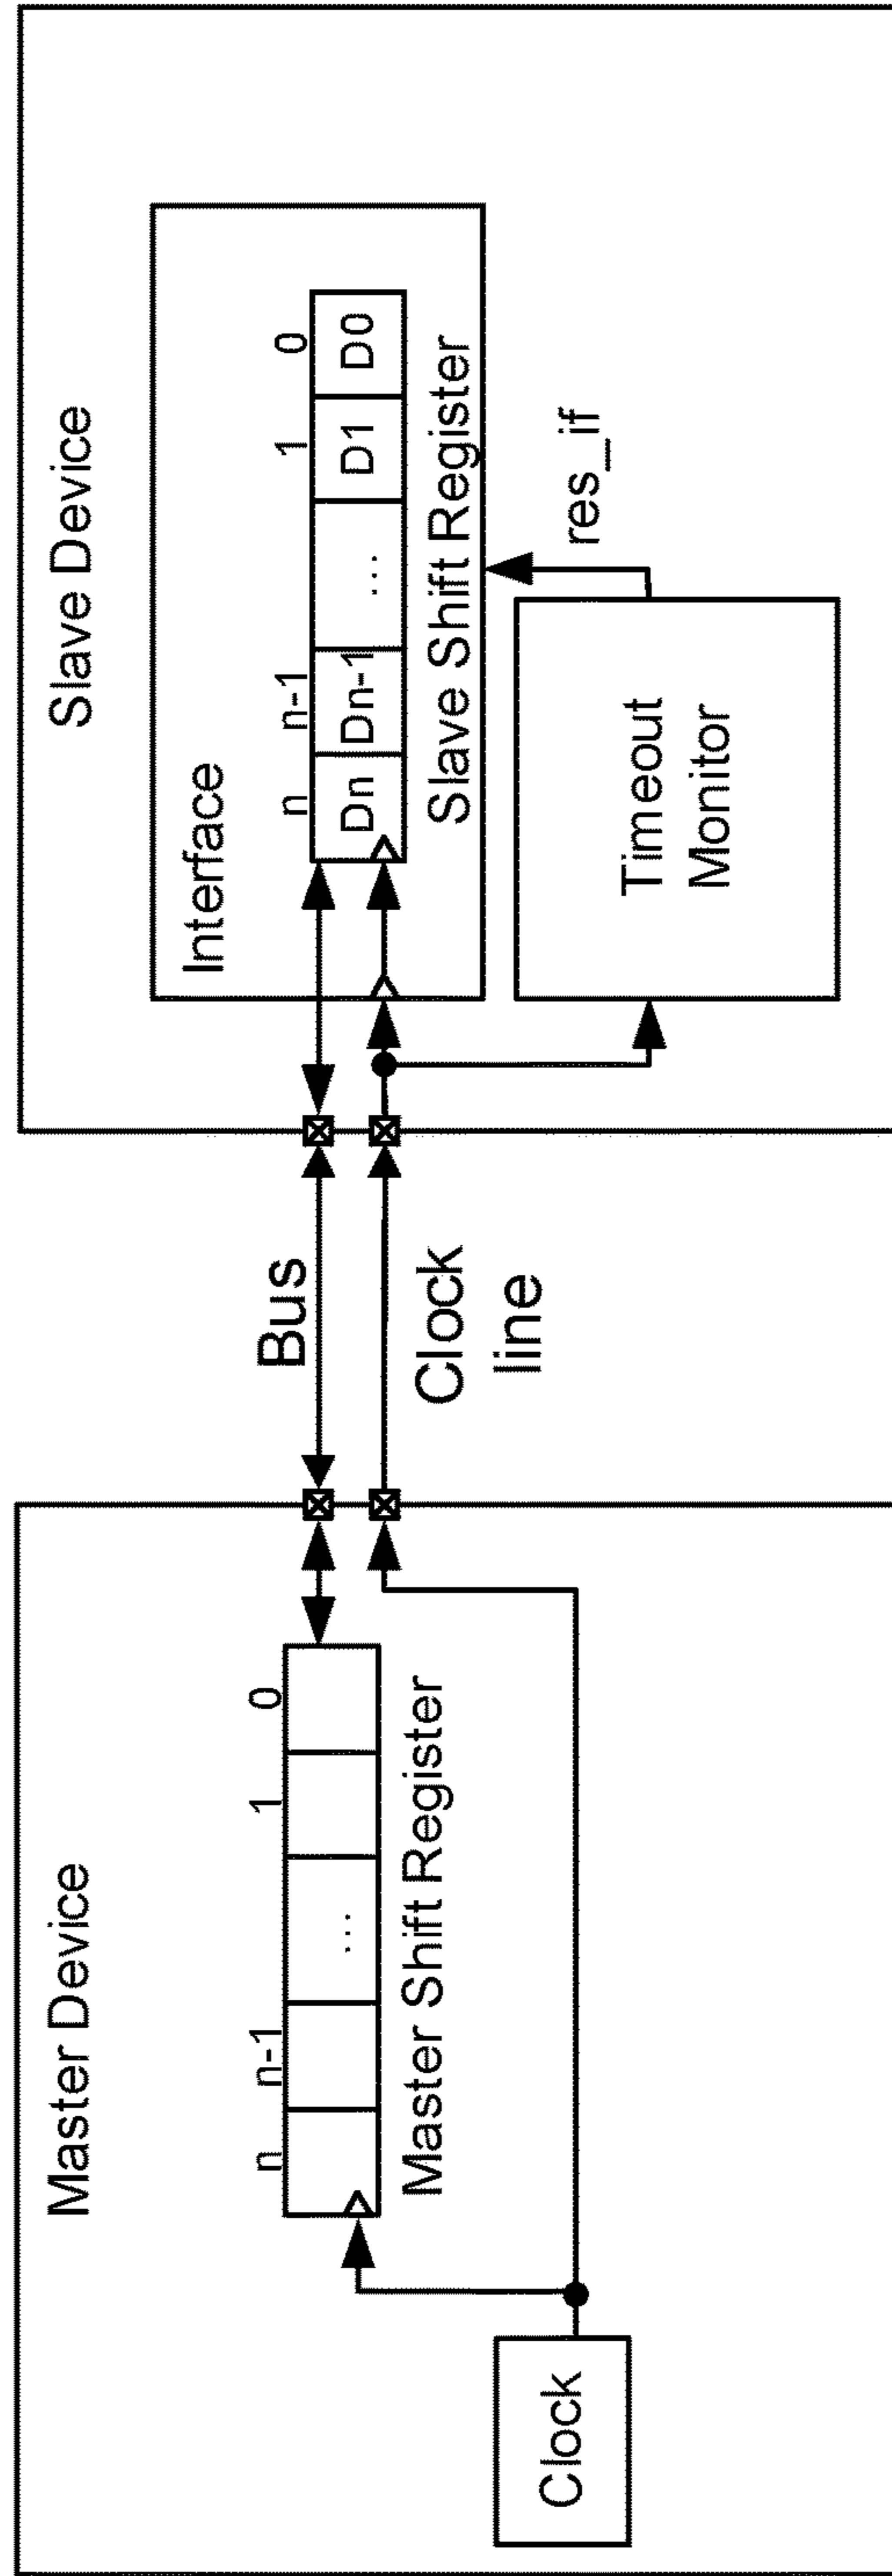 Master Device
n n-1 1 0
...
Master Shift Register
Clock
Bus
Clock
line
Slave Device
Interface
n n-1 1 0
Dn Dn-1 ... D1 D0
Slave Shift Register
res_if
Timeout
Monitor